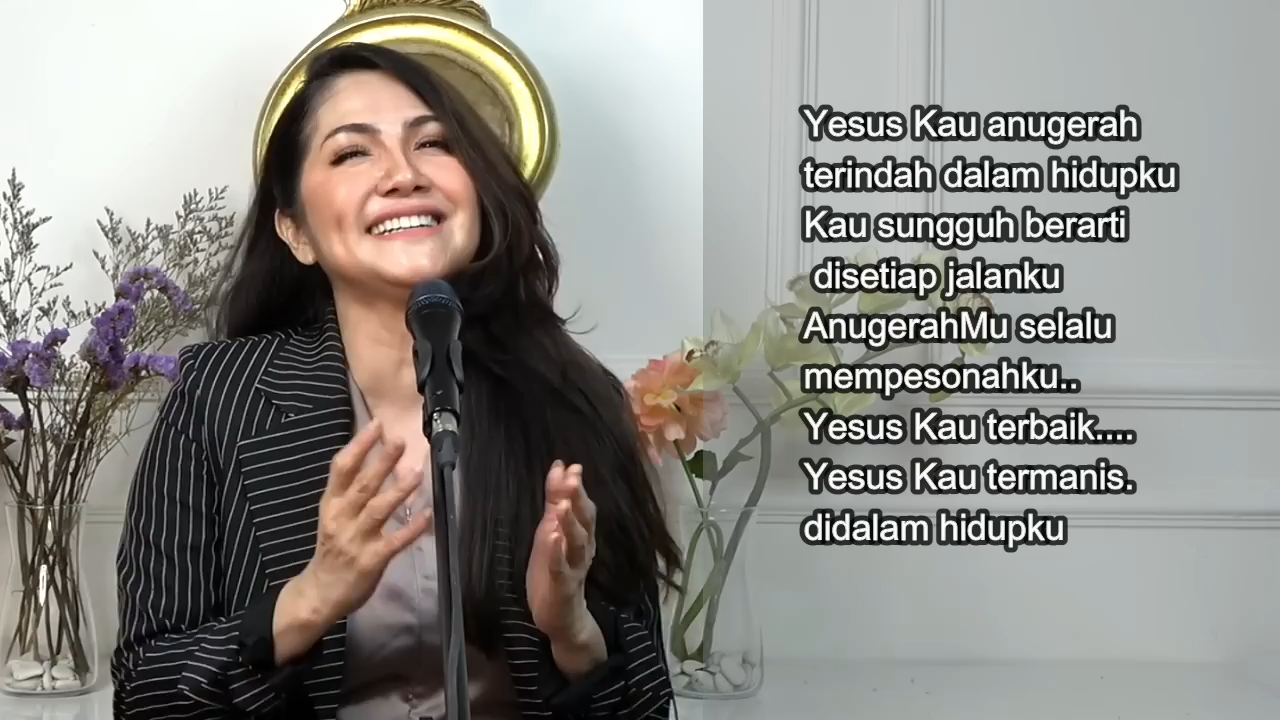 Yesus Kau anugerah
terindah dalam hidupku
Kau sungguh berarti
disetiap jalanku
AnugerahMu selalu
mempesonahku..
Yesus Kau terbaik....
Yesus Kau termanis.
didalam hidupku